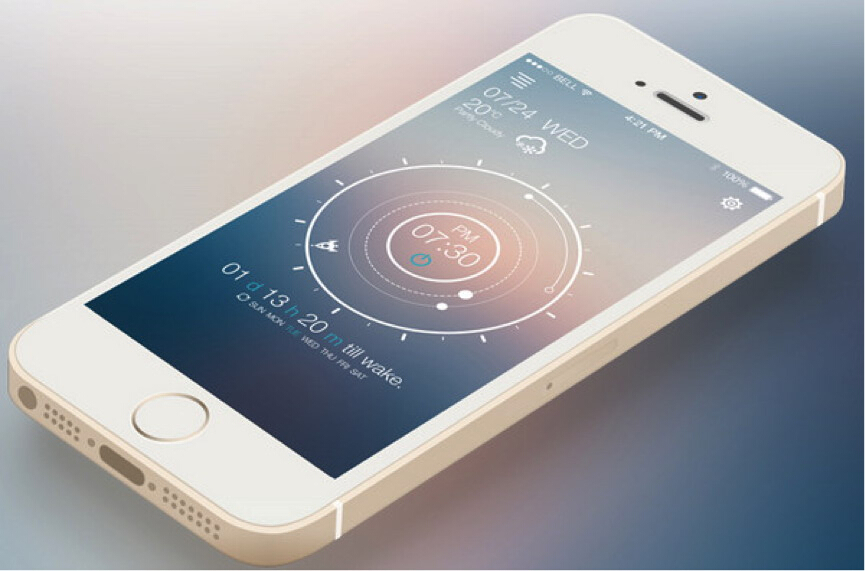 BELL 4:21 PM 100%
07/24 WED
20°C
Partly Cloudy
PM
07:30
01 d 13 h 20 m till wake.
SUN MON TUE WED THU FRI SAT